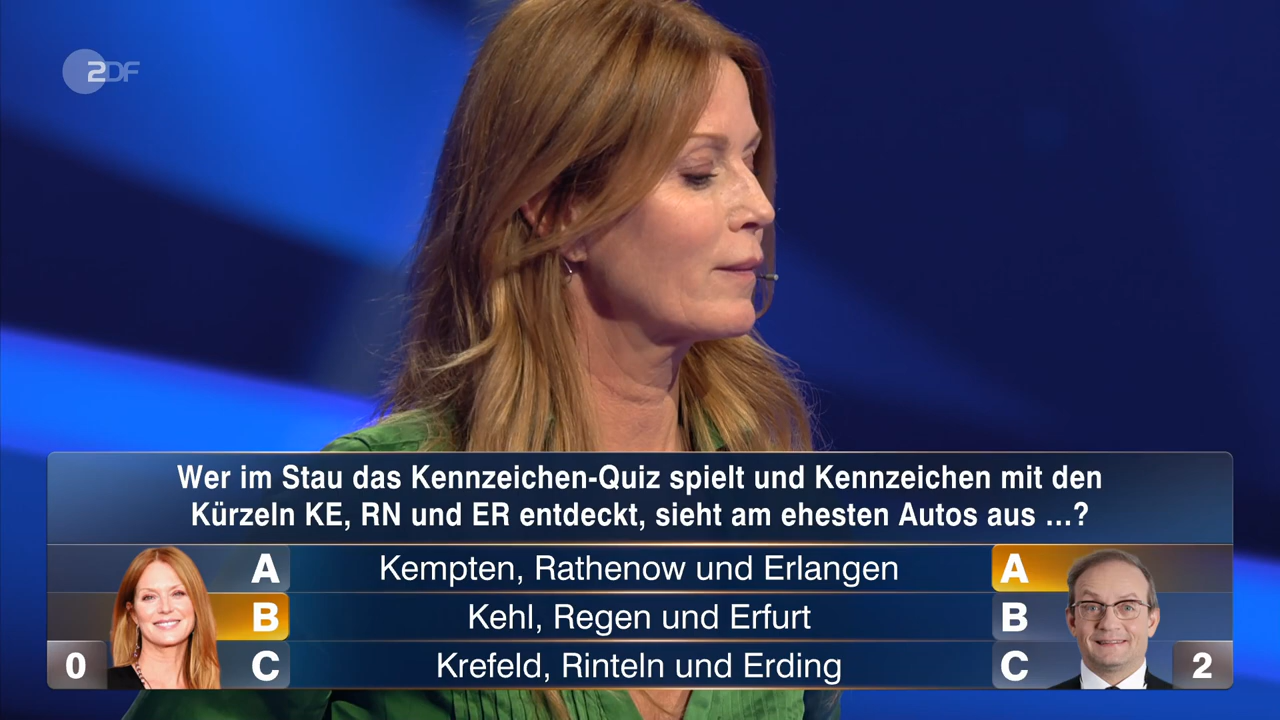 ZDF
Wer im Stau das Kennzeichen-Quiz spielt und Kennzeichen mit den
Kürzeln KE, RN und ER entdeckt, sieht am ehesten Autos aus ...?
A Kempten, Rathenow und Erlangen A
B Kehl, Regen und Erfurt B
0 C Krefeld, Rinteln und Erding C 2